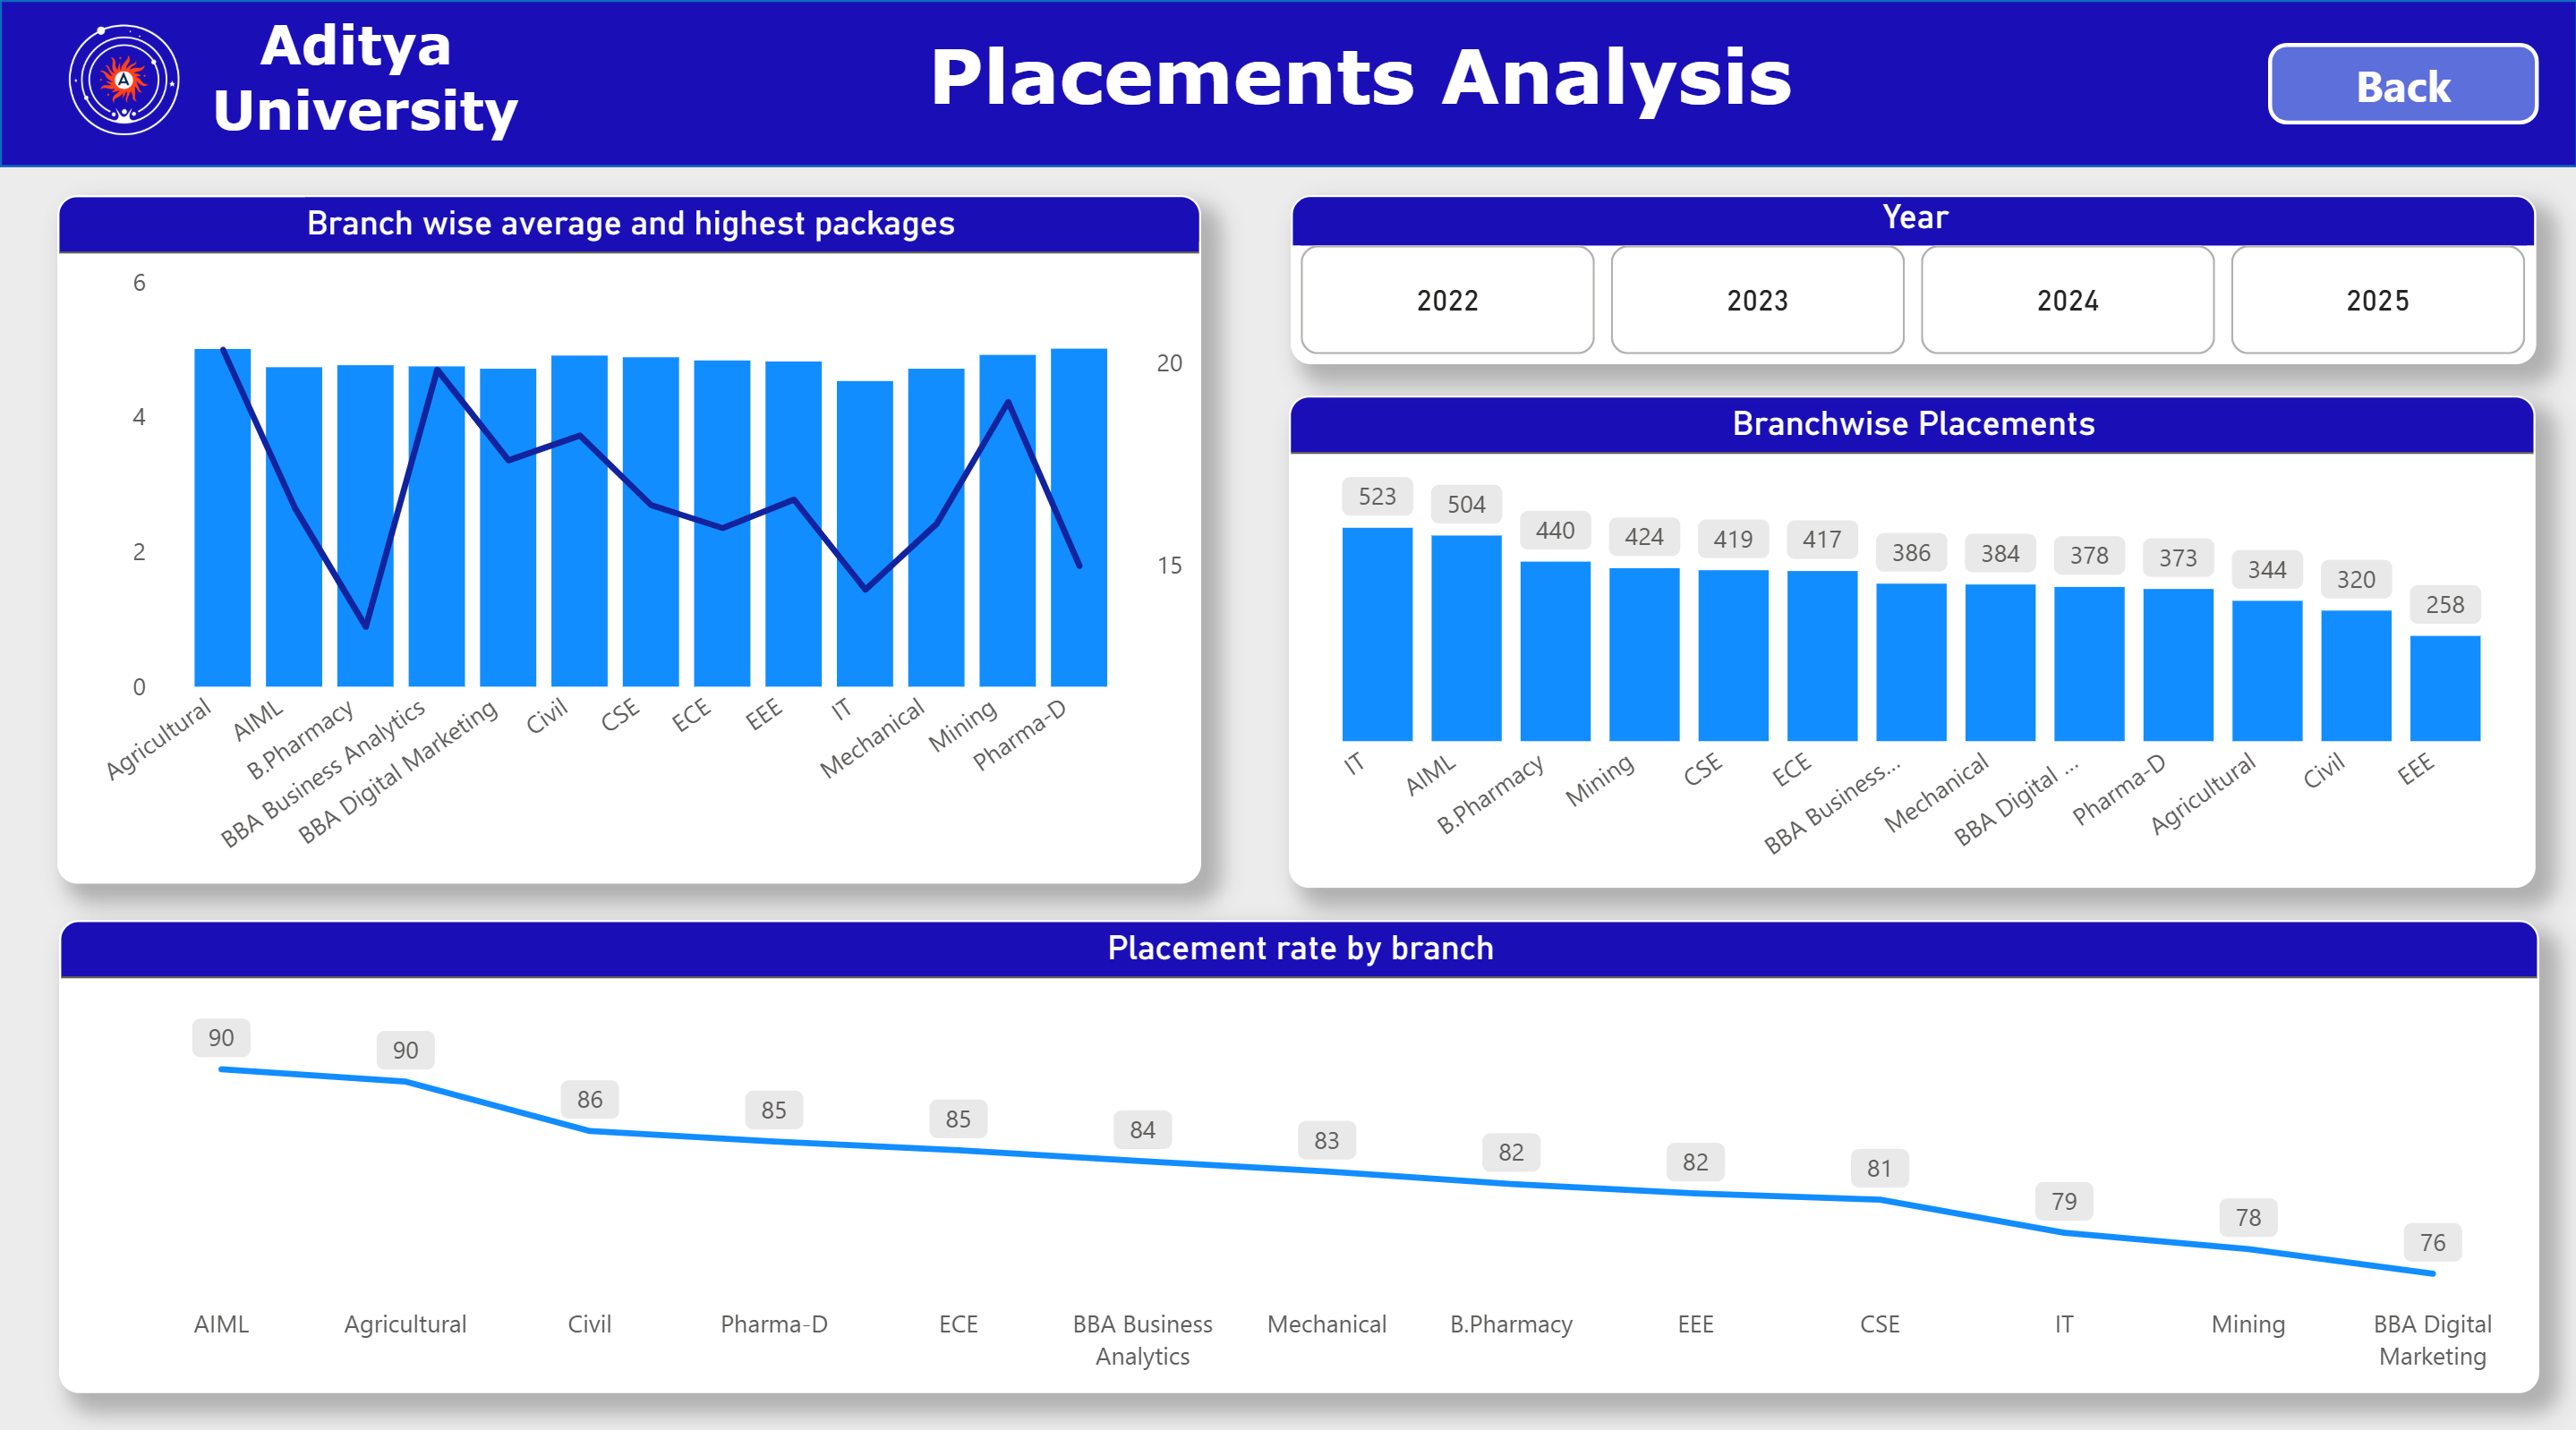 Aditya
University
Placements Analysis
Back
Branch wise average and highest packages
6
4
2
0
20
15
Agricultural
AIML
B.Pharmacy
BBA Business Analytics
BBA Digital Marketing
Civil
CSE
ECE
EEE
IT
Mechanical
Mining
Pharma-D
Year
2022
2023
2024
2025
Branchwise Placements
523
504
440
424
419
417
386
384
378
373
344
320
258
IT
AIML
B.Pharmacy
Mining
CSE
ECE
BBA Business...
Mechanical
BBA Digital ...
Pharma-D
Agricultural
Civil
EEE
Placement rate by branch
90
90
86
85
85
84
83
82
82
81
79
78
76
AIML
Agricultural
Civil
Pharma-D
ECE
BBA Business
Analytics
Mechanical
B.Pharmacy
EEE
CSE
IT
Mining
BBA Digital
Marketing